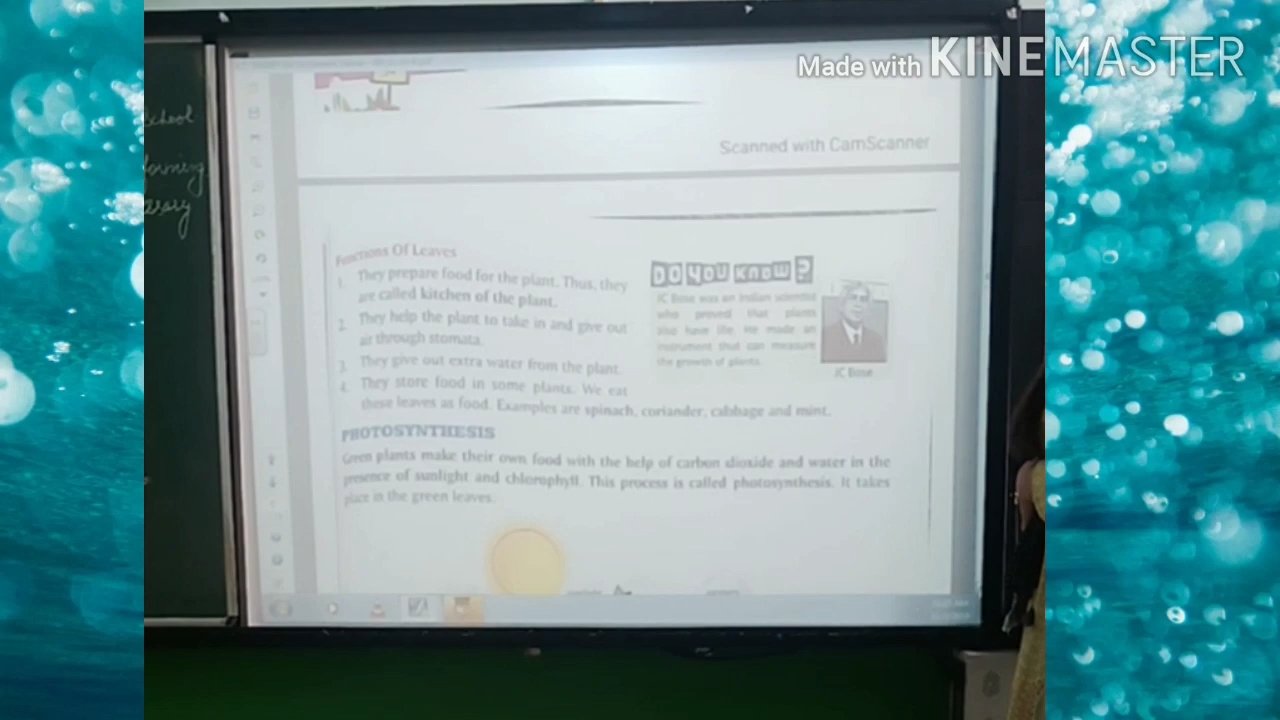 Made with KINEMASTER
School
Scanned with CamScanner
Functions Of Leaves
1. They prepare food for the plant. Thus, they
are called kitchen of the plant.
2. They help the plant to take in and give out
air through stomata.
3. They give out extra water from the plant.
4. They store food in some plants. We eat
these leaves as food. Examples are spinach, coriander, cabbage and mint.
DO YOU KNOW?
JC Bose was an Indian scientist
who proved that plants
also have life. He made an
instrument that can measure
the growth of plants.
JC Bose
PHOTOSYNTHESIS
Green plants make their own food with the help of carbon dioxide and water in the
presence of sunlight and chlorophyll. This process is called photosynthesis. It takes
place in the green leaves.